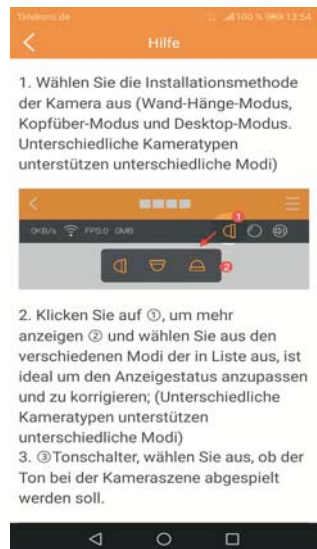 Telekom.de 100 % 13:54
Hilfe
1. Wählen Sie die Installationsmethode
der Kamera aus (Wand-Hänge-Modus,
Kopfüber-Modus und Desktop-Modus.
Unterschiedliche Kameratypen
unterstützen unterschiedliche Modi)
①
0KB/s FPS:0 0MB
②
2. Klicken Sie auf ①, um mehr
anzeigen ② und wählen Sie aus den
verschiedenen Modi der in Liste aus, ist
ideal um den Anzeigestatus anzupassen
und zu korrigieren; (Unterschiedliche
Kameratypen unterstützen
unterschiedliche Modi)
3. ③Tonschalter, wählen Sie aus, ob der
Ton bei der Kameraszene abgespielt
werden soll.